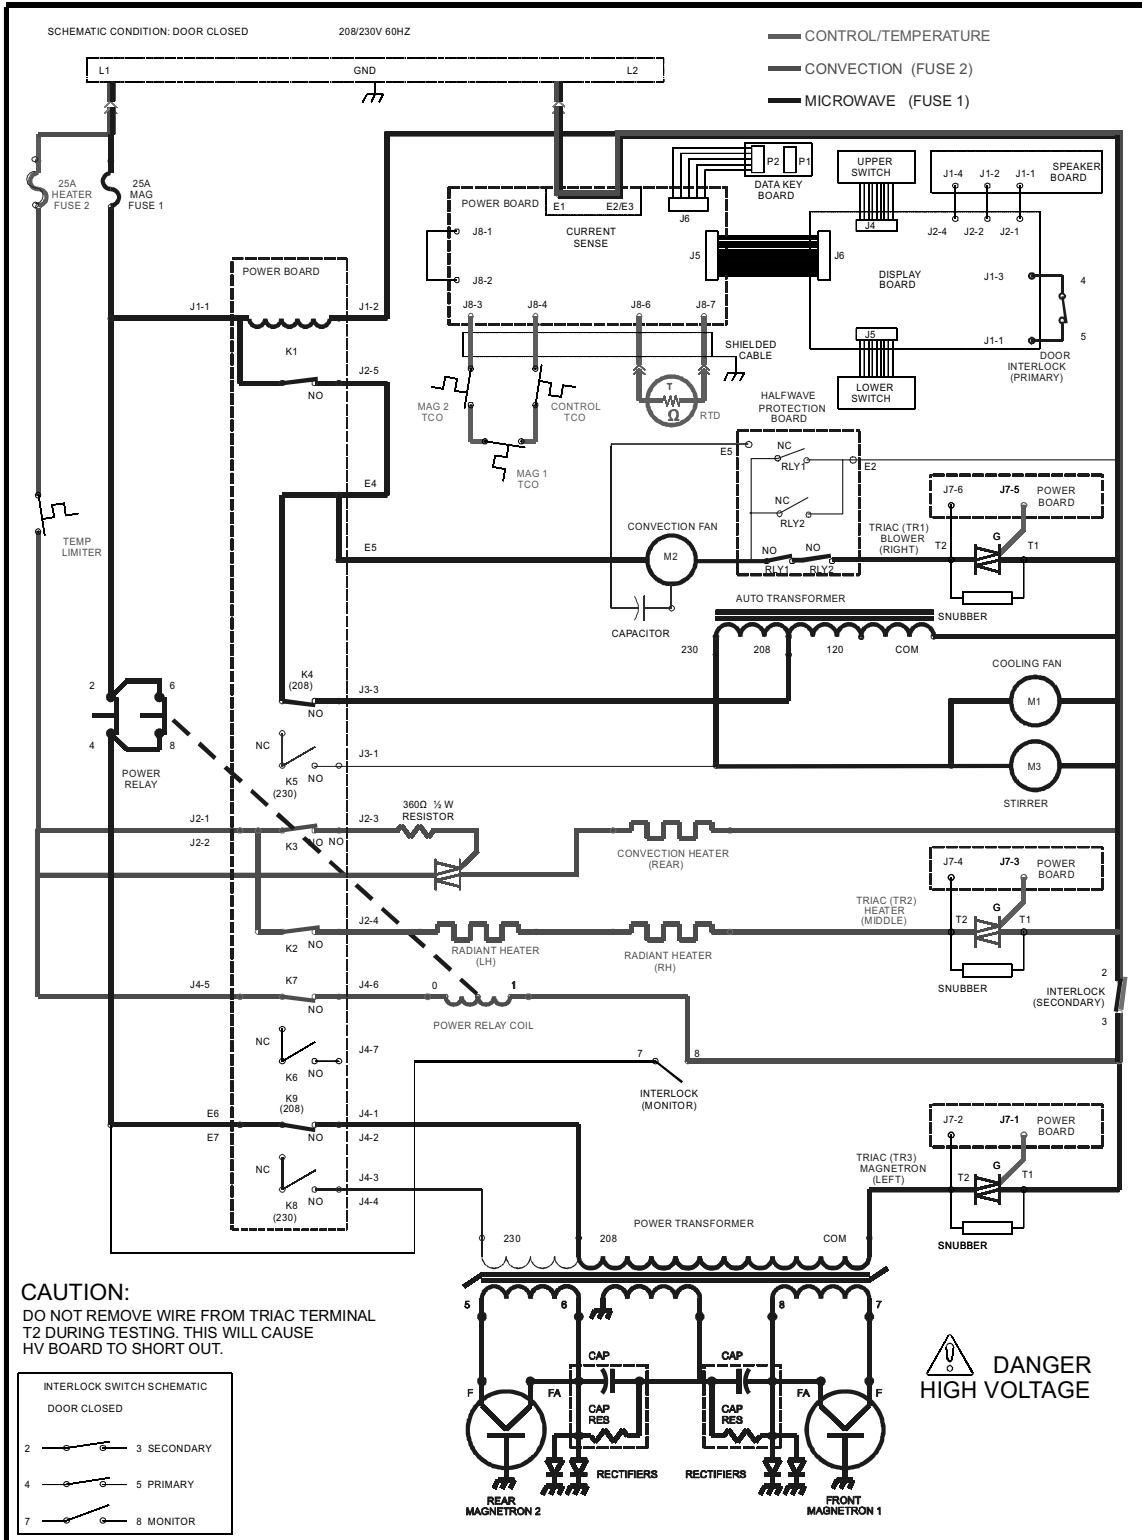 SCHEMATIC CONDITION: DOOR CLOSED
208/230V 60HZ
CONTROL/TEMPERATURE
CONVECTION (FUSE 2)
MICROWAVE (FUSE 1)
L1
GND
L2
25A
HEATER
FUSE 2
25A
MAG
FUSE 1
POWER BOARD
E1
E2/E3
CURRENT
SENSE
J8-1
J8-2
J8-3
J8-4
J8-6
J8-7
J6
P2
P1
DATA KEY
BOARD
UPPER
SWITCH
J4
J1-4
J1-2
J1-1
SPEAKER
BOARD
J2-4
J2-2
J2-1
J5
J6
DISPLAY
BOARD
J1-3
4
J1-1
5
DOOR
INTERLOCK
(PRIMARY)
J5
LOWER
SWITCH
SHIELDED
CABLE
POWER BOARD
J1-1
J1-2
K1
J2-5
NO
MAG 2
TCO
CONTROL
TCO
MAG 1
TCO
T
Ω
RTD
HALFWAVE
PROTECTION
BOARD
E5
NC
RLY1
E2
NC
RLY2
NO
NO
RLY1
RLY2
E4
E5
TEMP
LIMITER
CONVECTION FAN
M2
CAPACITOR
TRIAC (TR1)
BLOWER
(RIGHT)
J7-6
J7-5
POWER
BOARD
G
T2
T1
SNUBBER
AUTO TRANSFORMER
230
208
120
COM
COOLING FAN
M1
M3
STIRRER
K4
(208)
J3-3
NO
2
6
4
8
POWER
RELAY
NC
J3-1
K5
NO
(230)
J2-1
J2-3
J2-2
K3
NO
NO
360Ω ½ W
RESISTOR
CONVECTION HEATER
(REAR)
J7-4
J7-3
POWER
BOARD
TRIAC (TR2)
HEATER
(MIDDLE)
G
T2
T1
SNUBBER
J2-4
K2
NO
RADIANT HEATER
(LH)
RADIANT HEATER
(RH)
K7
J4-5
J4-6
NO
0
1
POWER RELAY COIL
2
INTERLOCK
(SECONDARY)
3
NC
J4-7
K6
NO
7
8
INTERLOCK
(MONITOR)
K9
(208)
E6
J4-1
E7
NO
J4-2
NC
J4-3
K8
NO
J4-4
(230)
J7-2
J7-1
POWER
BOARD
TRIAC (TR3)
MAGNETRON
(LEFT)
G
T2
T1
SNUBBER
POWER TRANSFORMER
230
208
COM
5
6
8
7
CAP
CAP
F
FA
FA
F
CAP
RES
CAP
RES
RECTIFIERS
RECTIFIERS
REAR
MAGNETRON 2
FRONT
MAGNETRON 1
CAUTION:
DO NOT REMOVE WIRE FROM TRIAC TERMINAL
T2 DURING TESTING. THIS WILL CAUSE
HV BOARD TO SHORT OUT.
INTERLOCK SWITCH SCHEMATIC
DOOR CLOSED
2 3 SECONDARY
4 5 PRIMARY
7 8 MONITOR
DANGER
HIGH VOLTAGE